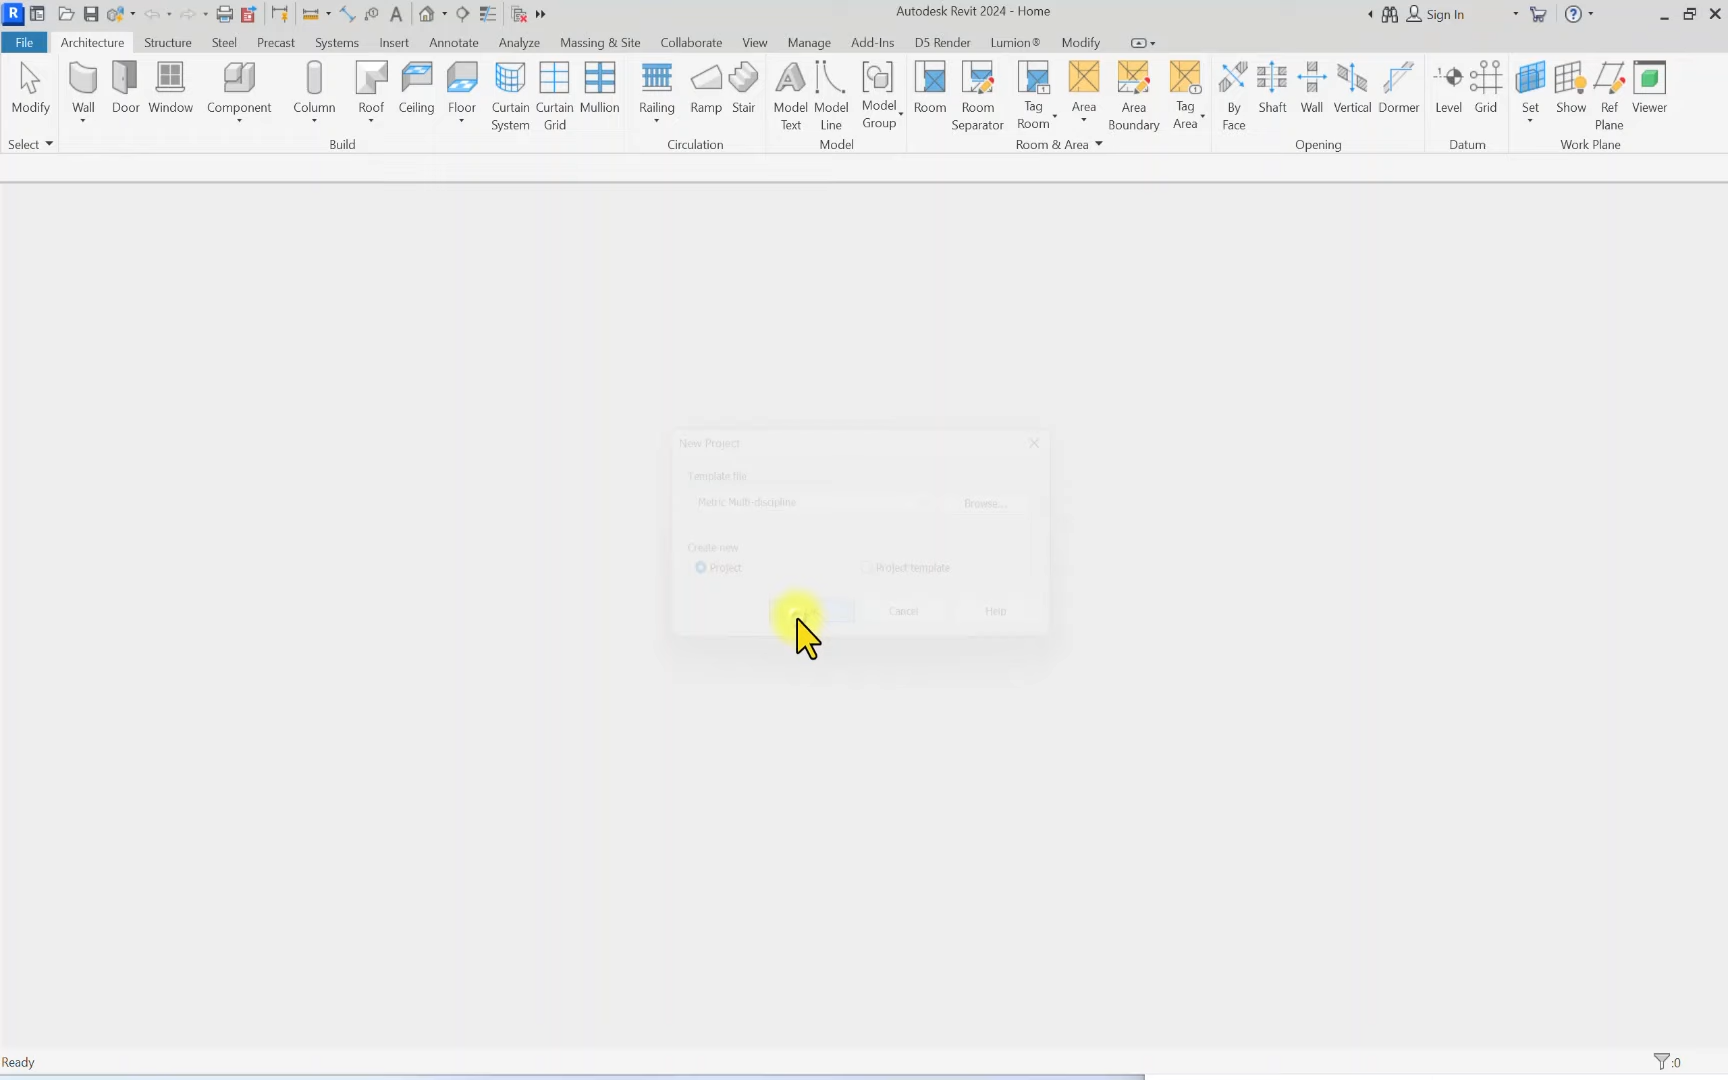 Autodesk Revit 2024 - Home
Sign In
File Architecture Structure Steel Precast Systems Insert Annotate Analyze Massing & Site Collaborate View Manage Add-Ins D5 Render Lumion® Modify
Modify Wall Door Window Component Column Roof Ceiling Floor Curtain System Curtain Grid Mullion Railing Ramp Stair Model Text Model Line Model Group Room Room Separator Tag Room Area Area Boundary Tag Area By Face Shaft Wall Vertical Dormer Level Grid Set Show Ref Plane Viewer
Select Build Circulation Model Room & Area Opening Datum Work Plane
New Project
Template file
Metric Multi-discipline Browse...
Create new
Project Project template
Cancel Help
Ready :0